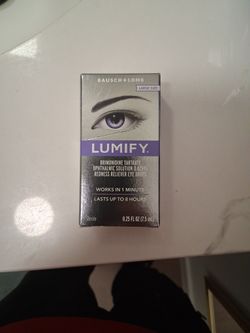 BAUSCH + LOMB
LARGE SIZE
LUMIFY
BRIMONIDINE TARTRATE
OPHTHALMIC SOLUTION 0.025%
REDNESS RELIEVER EYE DROPS
WORKS IN 1 MINUTE
LASTS UP TO 8 HOURS
Sterile
0.25 FL OZ (7.5 mL)